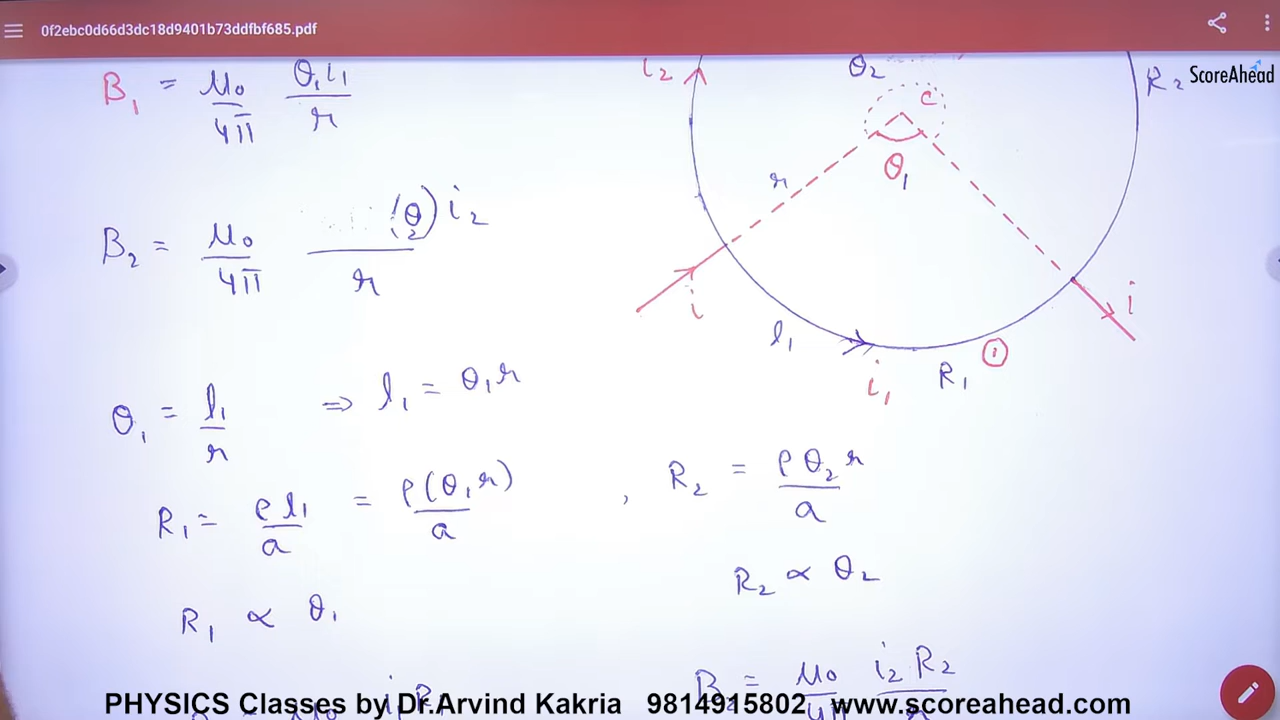 0f2ebc0d66d3dc18d9401b73ddfbf685.pdf
ScoreAhead
B₁ = μ₀/4π θ₁i₁/r
i₂
θ₂
R₂
C
θ₁
r
B₂ = μ₀/4π (θ₂)i₂/r
i
i
l₁
i₁
R₁
①
θ₁ = l₁/r ⇒ l₁ = θ₁r
R₁ = ρl₁/a = ρ(θ₁r)/a , R₂ = ρθ₂r/a
R₂ ∝ θ₂
R₁ ∝ θ₁
= μ₀ i₂R₂
PHYSICS Classes by Dr.Arvind Kakria 9814915802 www.scoreahead.com